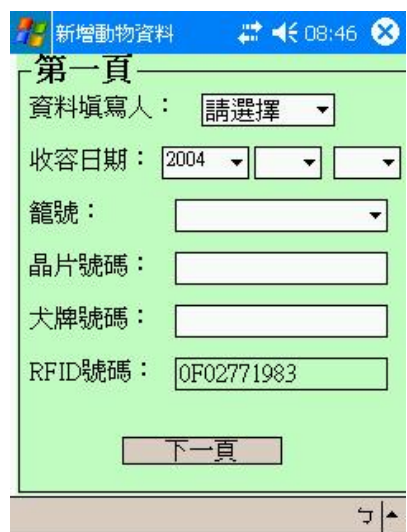 新增動物資料 08:46
第一頁
資料填寫人： 請選擇
收容日期： 2004
籠號：
晶片號碼：
犬牌號碼：
RFID號碼： 0F02771983
下一頁
ㄅ